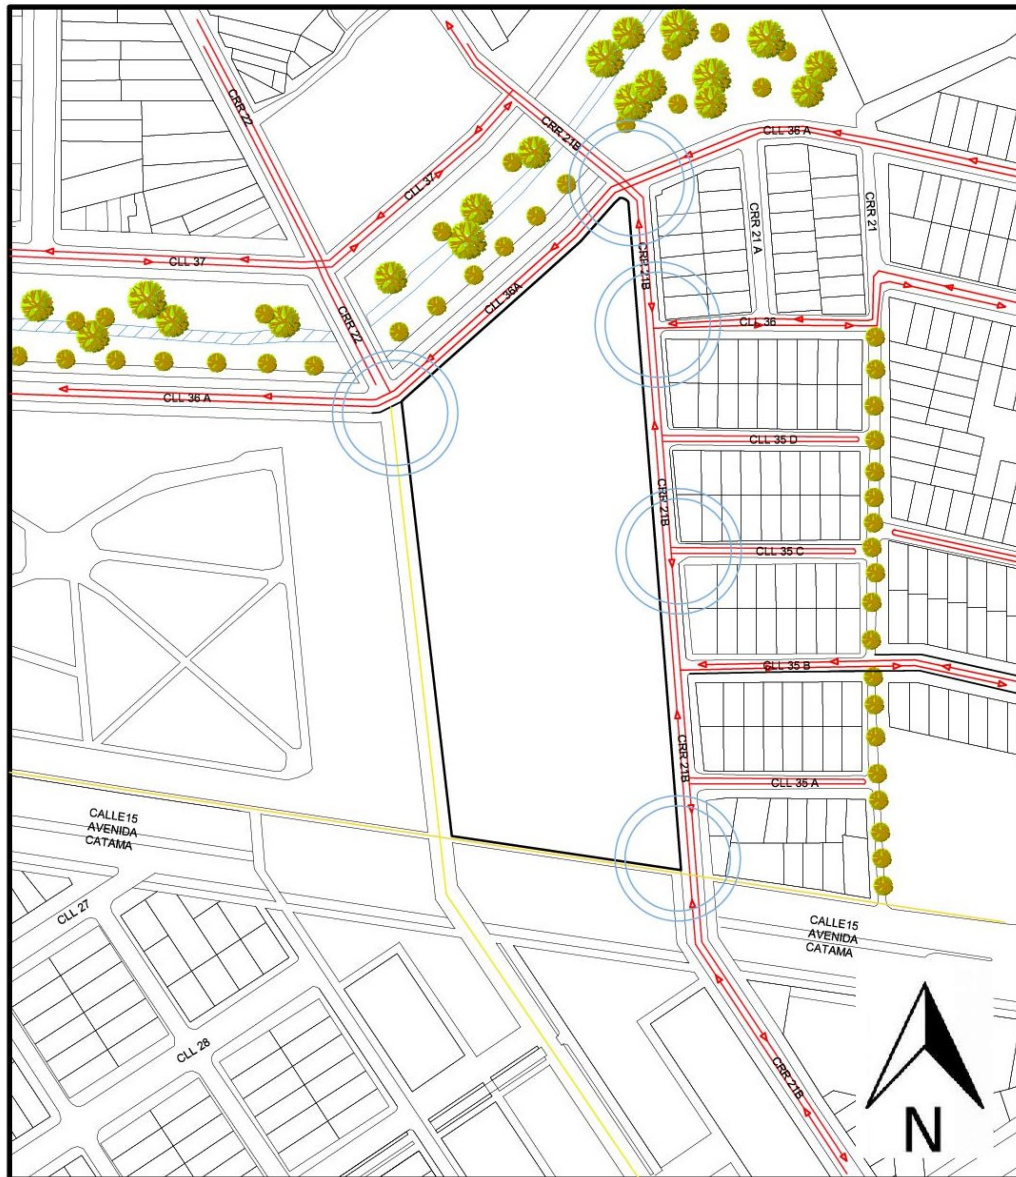 CRR 22
CRR 21B
CLL 36 A
CLL 37
CRR 21 A
CRR 21
CRR 21B
CLL 37
CLL 36A
CRR 22
CLL 36
CLL 36 A
CLL 35 D
CRR 21B
CLL 35 C
CLL 35 B
CRR 21B
CLL 35 A
CALLE15
AVENIDA
CATAMA
CLL 27
CALLE15
AVENIDA
CATAMA
CLL 28
CRR 21B
N